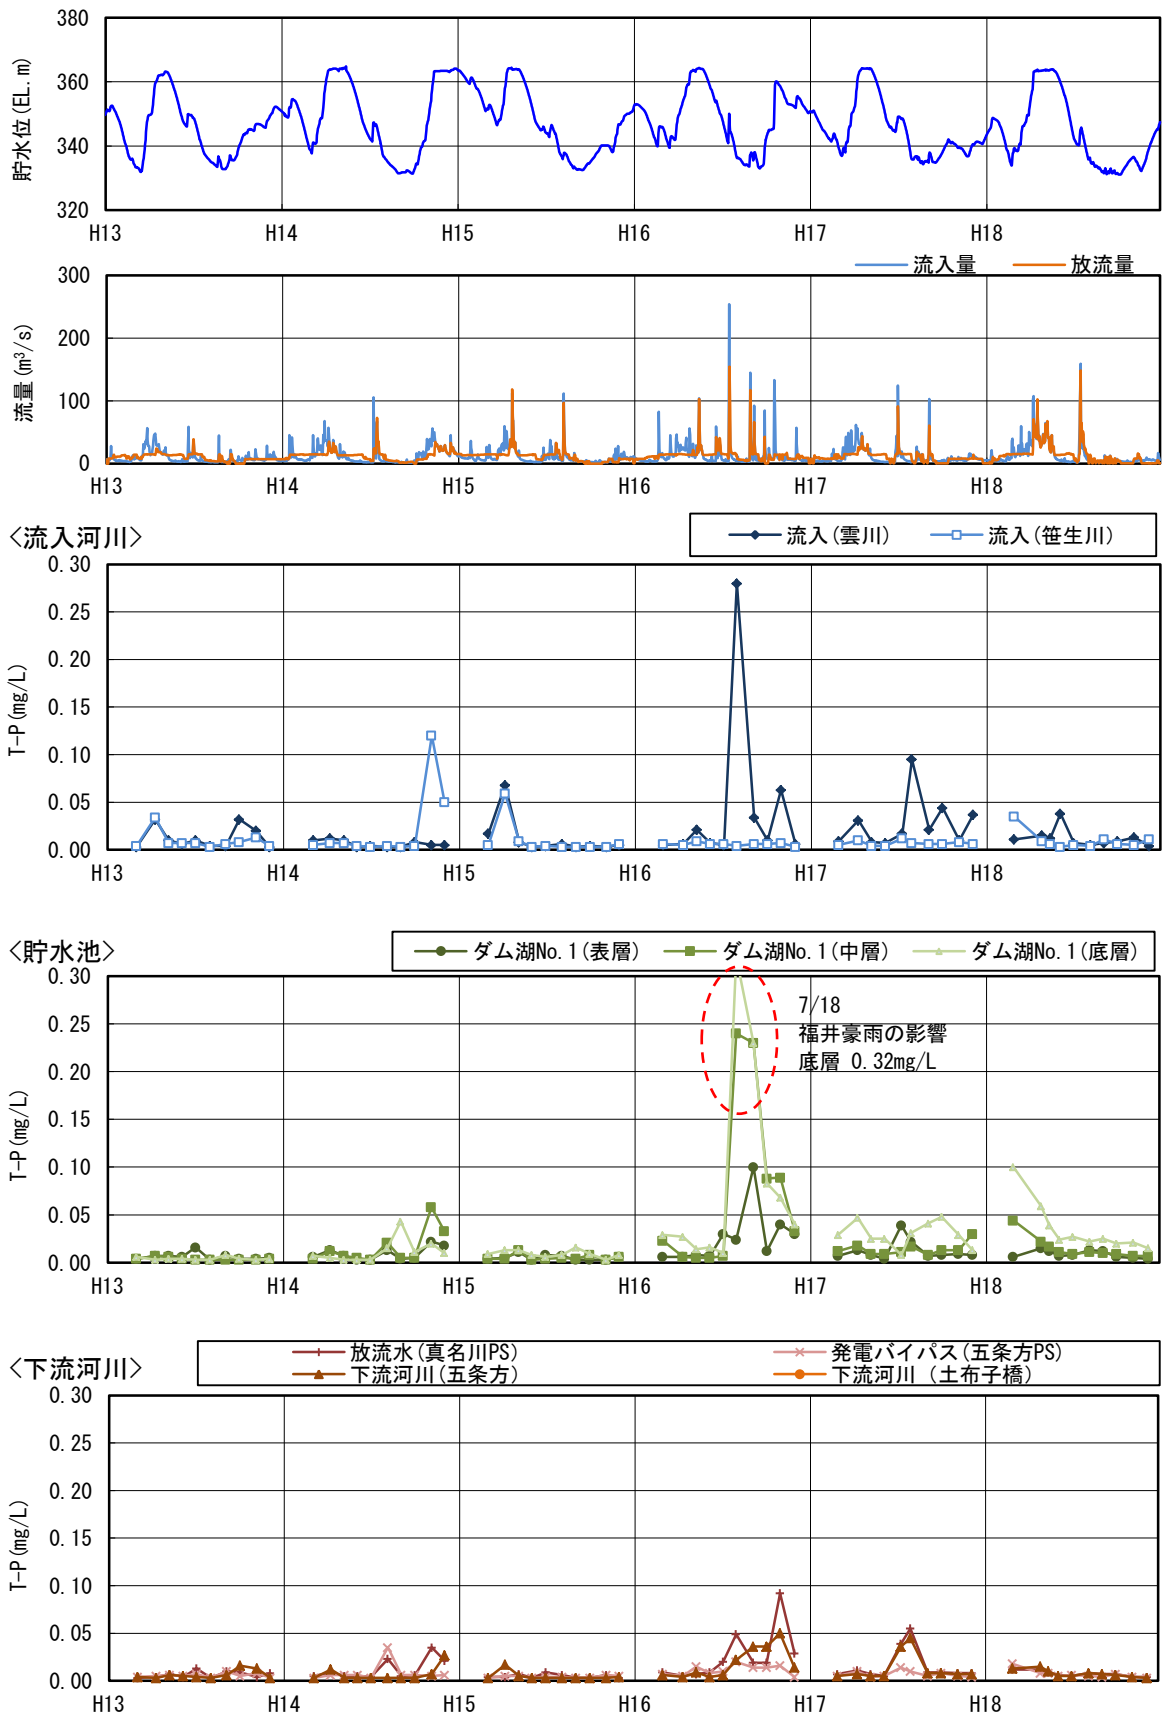 貯水位(EL.m)
380
360
340
320
H13 H14 H15 H16 H17 H18
流入量 放流量
流量(m³/s)
300
200
100
0
H13 H14 H15 H16 H17 H18
<流入河川>
流入(雲川) 流入(笹生川)
T-P(mg/L)
0.30
0.25
0.20
0.15
0.10
0.05
0.00
H13 H14 H15 H16 H17 H18
<貯水池>
ダム湖No.1(表層) ダム湖No.1(中層) ダム湖No.1(底層)
T-P(mg/L)
0.30
0.25
0.20
0.15
0.10
0.05
0.00
7/18
福井豪雨の影響
底層 0.32mg/L
H13 H14 H15 H16 H17 H18
<下流河川>
放流水(真名川PS) 発電バイパス(五条方PS)
下流河川(五条方) 下流河川 (土布子橋)
T-P(mg/L)
0.30
0.25
0.20
0.15
0.10
0.05
0.00
H13 H14 H15 H16 H17 H18